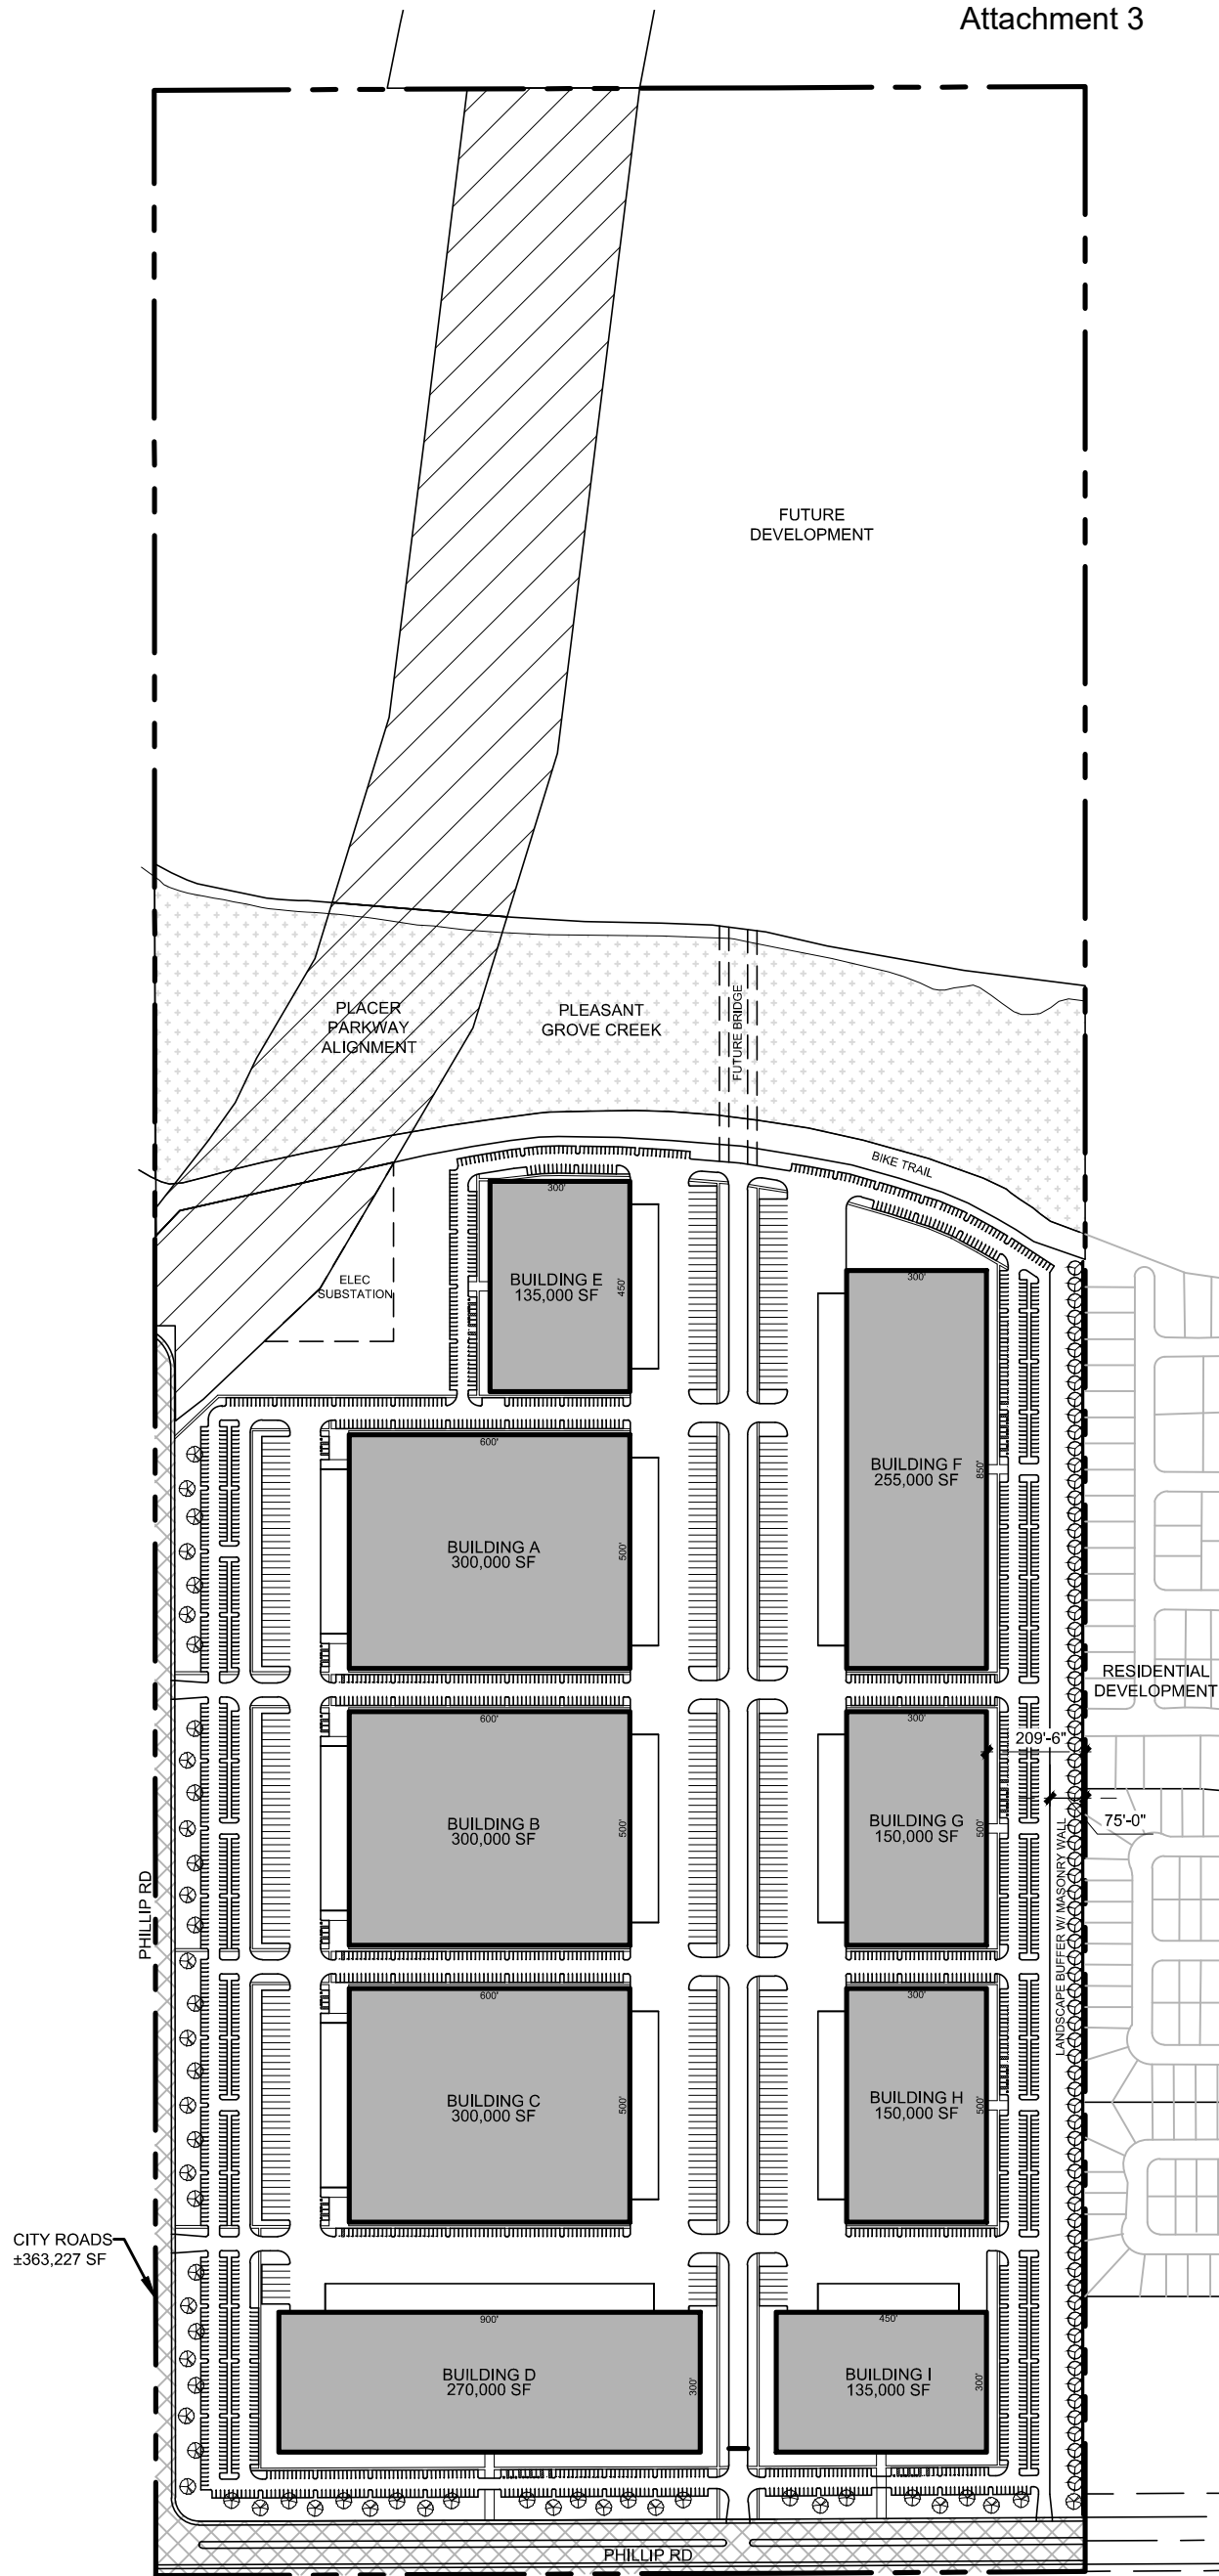 Attachment 3
FUTURE
DEVELOPMENT
PLACER
PARKWAY
ALIGNMENT
PLEASANT
GROVE CREEK
FUTURE BRIDGE
BIKE TRAIL
ELEC
SUBSTATION
300'
BUILDING E
135,000 SF
450'
300'
BUILDING F
255,000 SF
850'
600'
BUILDING A
300,000 SF
500'
RESIDENTIAL
DEVELOPMENT
600'
BUILDING B
300,000 SF
500'
300'
BUILDING G
150,000 SF
500'
209'-6"
75'-0"
LANDSCAPE BUFFER W/ MASONRY WALL
PHILLIP RD
600'
BUILDING C
300,000 SF
500'
300'
BUILDING H
150,000 SF
500'
CITY ROADS
±363,227 SF
900'
BUILDING D
270,000 SF
300'
450'
BUILDING I
135,000 SF
300'
PHILLIP RD